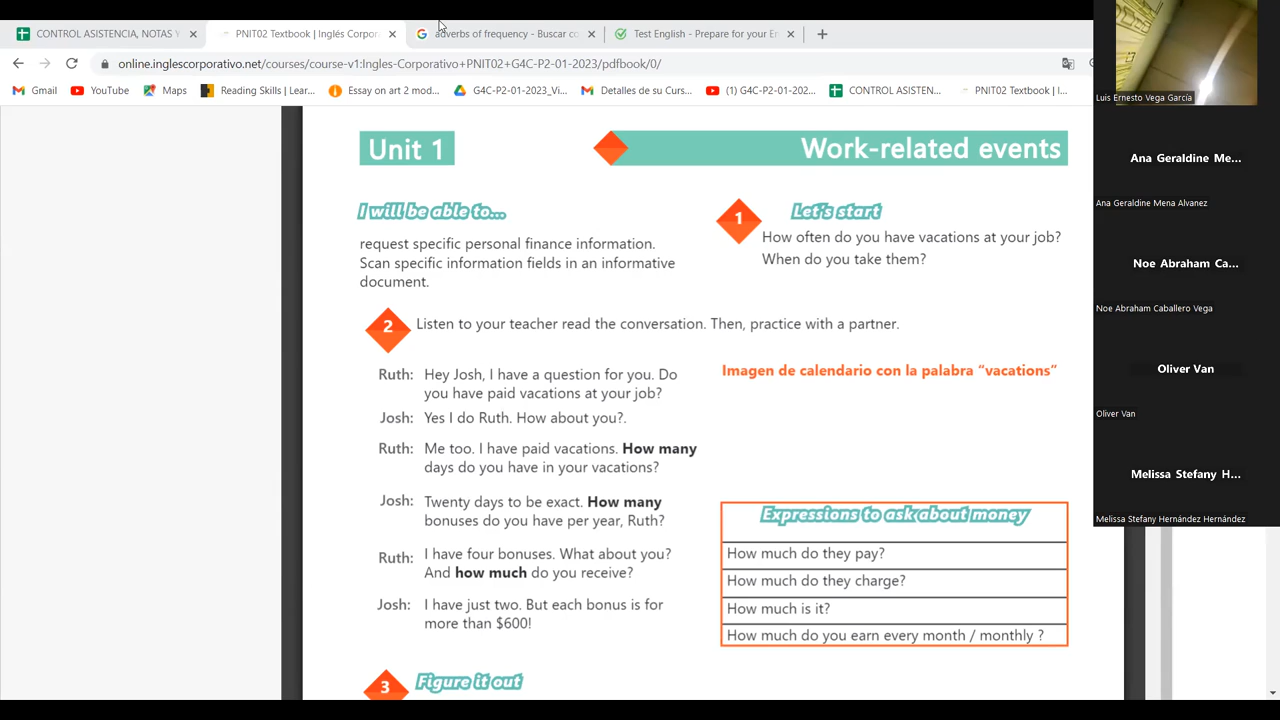 CONTROL ASISTENCIA, NOTAS Y
PNIT02 Textbook | Inglés Corpor
adverbs of frequency - Buscar co
Test English - Prepare for your En
online.inglescorporativo.net/courses/course-v1:Ingles-Corporativo+PNIT02+G4C-P2-01-2023/pdfbook/0/
Gmail
YouTube
Maps
Reading Skills | Lear...
Essay on art 2 mod...
G4C-P2-01-2023_Vi...
Detalles de su Curs...
(1) G4C-P2-01-202...
CONTROL ASISTEN...
PNIT02 Textbook | I...
Unit 1
Work-related events
I will be able to...
request specific personal finance information.
Scan specific information fields in an informative
document.
1
Let's start
How often do you have vacations at your job?
When do you take them?
2
Listen to your teacher read the conversation. Then, practice with a partner.
Ruth: Hey Josh, I have a question for you. Do
you have paid vacations at your job?
Josh: Yes I do Ruth. How about you?.
Ruth: Me too. I have paid vacations. How many
days do you have in your vacations?
Josh: Twenty days to be exact. How many
bonuses do you have per year, Ruth?
Ruth: I have four bonuses. What about you?
And how much do you receive?
Josh: I have just two. But each bonus is for
more than $600!
Imagen de calendario con la palabra “vacations”
Expressions to ask about money
How much do they pay?
How much do they charge?
How much is it?
How much do you earn every month / monthly ?
3
Figure it out
Luis Ernesto Vega García
Ana Geraldine Me...
Ana Geraldine Mena Alvanez
Noe Abraham Ca...
Noe Abraham Caballero Vega
Oliver Van
Oliver Van
Melissa Stefany H...
Melissa Stefany Hernández Hernández